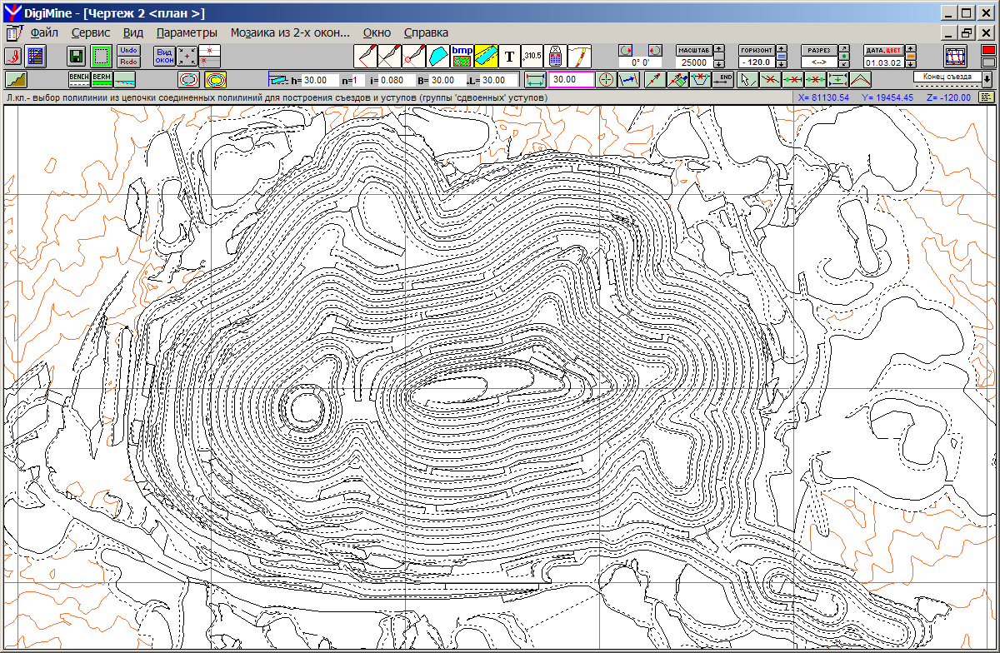 DigiMine - [Чертеж 2 <план >]
Файл Сервис Вид Параметры Мозаика из 2-х окон... Окно Справка
Undo
Redo
Вид
ОКОН
bmp
T
.310.5
0° 0'
МАСШТАБ
25000
ГОРИЗОНТ
- 120.0
РАЗРЕЗ
<-->
ДАТА, ЦВЕТ
01.03.02
BENCH BERM
h= 30.00 n=1 i= 0.080 B= 30.00 L= 30.00
30.00
END
Конец съезда
Л.кл.- выбор полилинии из цепочки соединенных полилиний для построения съездов и уступов (группы 'сдвоенных' уступов)
X= 81130.54 Y= 19454.45 Z= -120.00